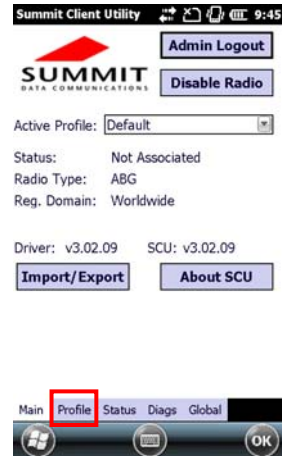 Summit Client Utility 9:45
Admin Logout
SUMMIT
DATA COMMUNICATIONS
Disable Radio
Active Profile: Default
Status: Not Associated
Radio Type: ABG
Reg. Domain: Worldwide
Driver: v3.02.09 SCU: v3.02.09
Import/Export About SCU
Main Profile Status Diags Global
OK